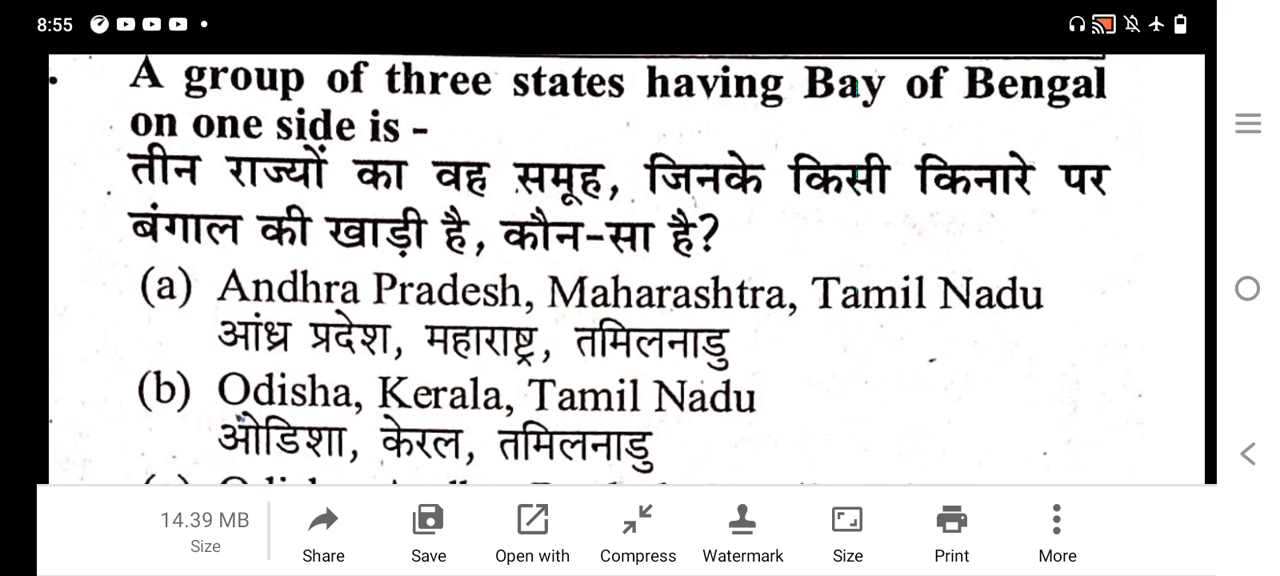 8:55
A group of three states having Bay of Bengal
on one side is -
तीन राज्यों का वह समूह, जिनके किसी किनारे पर
बंगाल की खाड़ी है, कौन-सा है?
(a) Andhra Pradesh, Maharashtra, Tamil Nadu
आंध्र प्रदेश, महाराष्ट्र, तमिलनाडु
(b) Odisha, Kerala, Tamil Nadu
ओडिशा, केरल, तमिलनाडु
14.39 MB
Size
Share
Save
Open with
Compress
Watermark
Size
Print
More